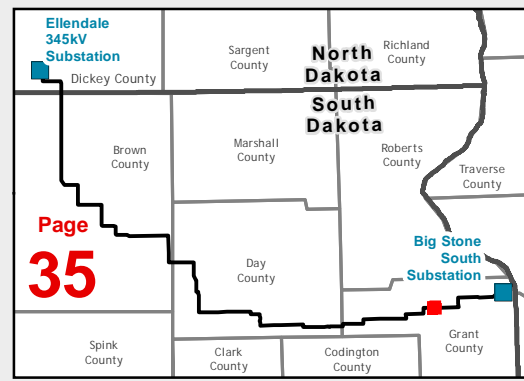 Ellendale
345kV
Substation
Dickey County
Sargent
County
North
Dakota
Richland
County
South
Dakota
Brown
County
Marshall
County
Roberts
County
Traverse
County
Page
35
Day
County
Big Stone
South
Substation
Spink
County
Clark
County
Codington
County
Grant
County